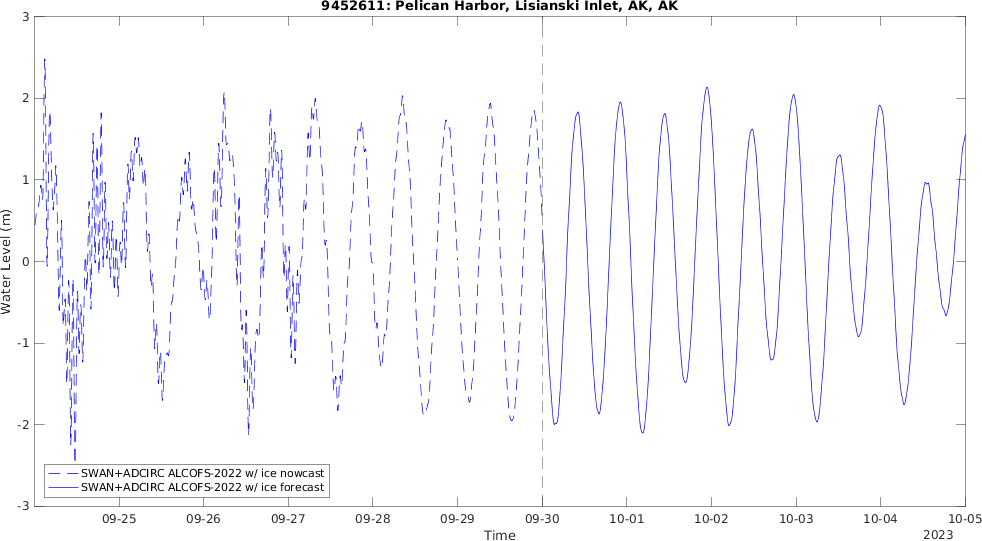 9452611: Pelican Harbor, Lisianski Inlet, AK, AK
3
2
1
0
-1
-2
-3
Water Level (m)
SWAN+ADCIRC ALCOFS-2022 w/ ice nowcast
SWAN+ADCIRC ALCOFS-2022 w/ ice forecast
09-25 09-26 09-27 09-28 09-29 09-30 10-01 10-02 10-03 10-04 10-05
Time
2023